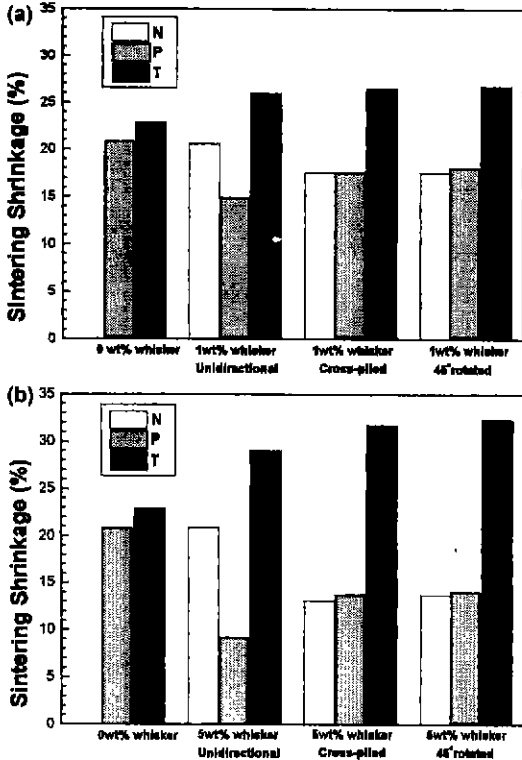 (a)
35
30
25
20
15
10
5
0
Sintering Shrinkage (%)
N
P
T
0 wt% whisker
1wt% whisker
Unidirectional
1wt% whisker
Cross-plied
1wt% whisker
45°rotated
(b)
35
30
25
20
15
10
5
0
Sintering Shrinkage (%)
N
P
T
0wt% whisker
5wt% whisker
Unidirectional
5wt% whisker
Cross-plied
5wt% whisker
45°rotated